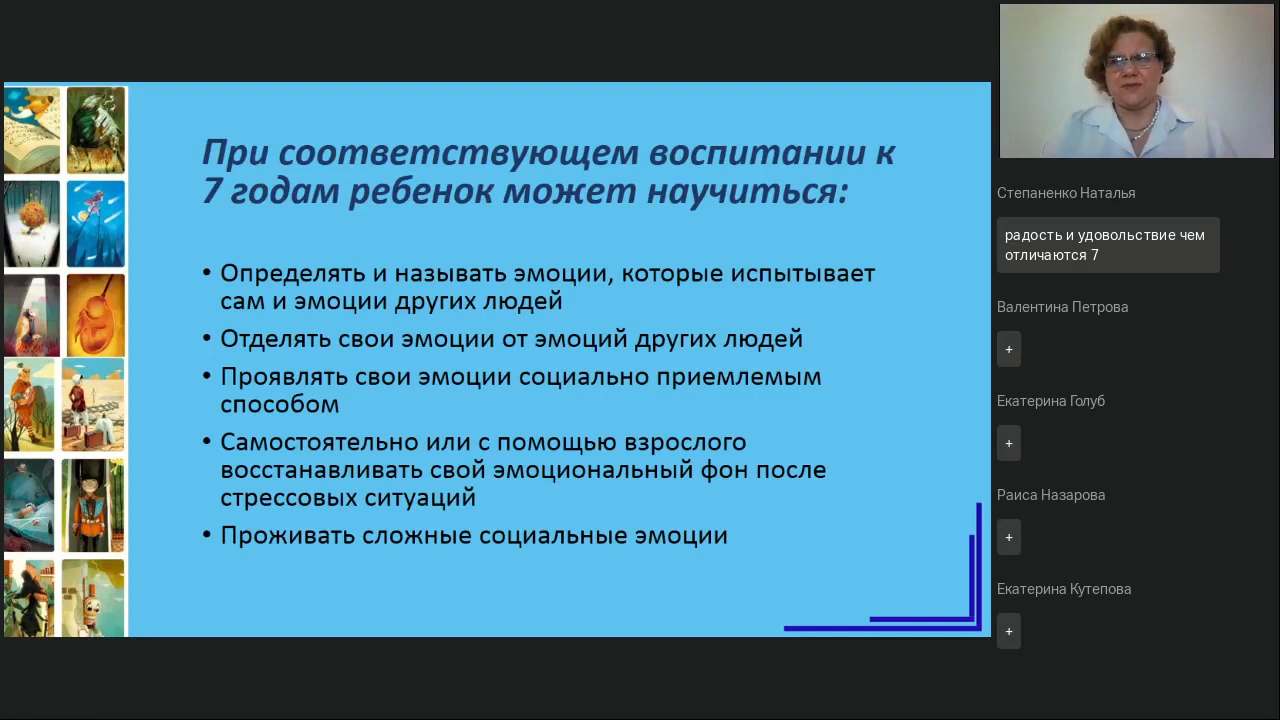 При соответствующем воспитании к
7 годам ребенок может научиться:
• Определять и называть эмоции, которые испытывает
сам и эмоции других людей
• Отделять свои эмоции от эмоций других людей
• Проявлять свои эмоции социально приемлемым
способом
• Самостоятельно или с помощью взрослого
восстанавливать свой эмоциональный фон после
стрессовых ситуаций
• Проживать сложные социальные эмоции
Степаненко Наталья
радость и удовольствие чем
отличаются 7
Валентина Петрова
+
Екатерина Голуб
+
Раиса Назарова
+
Екатерина Кутепова
+